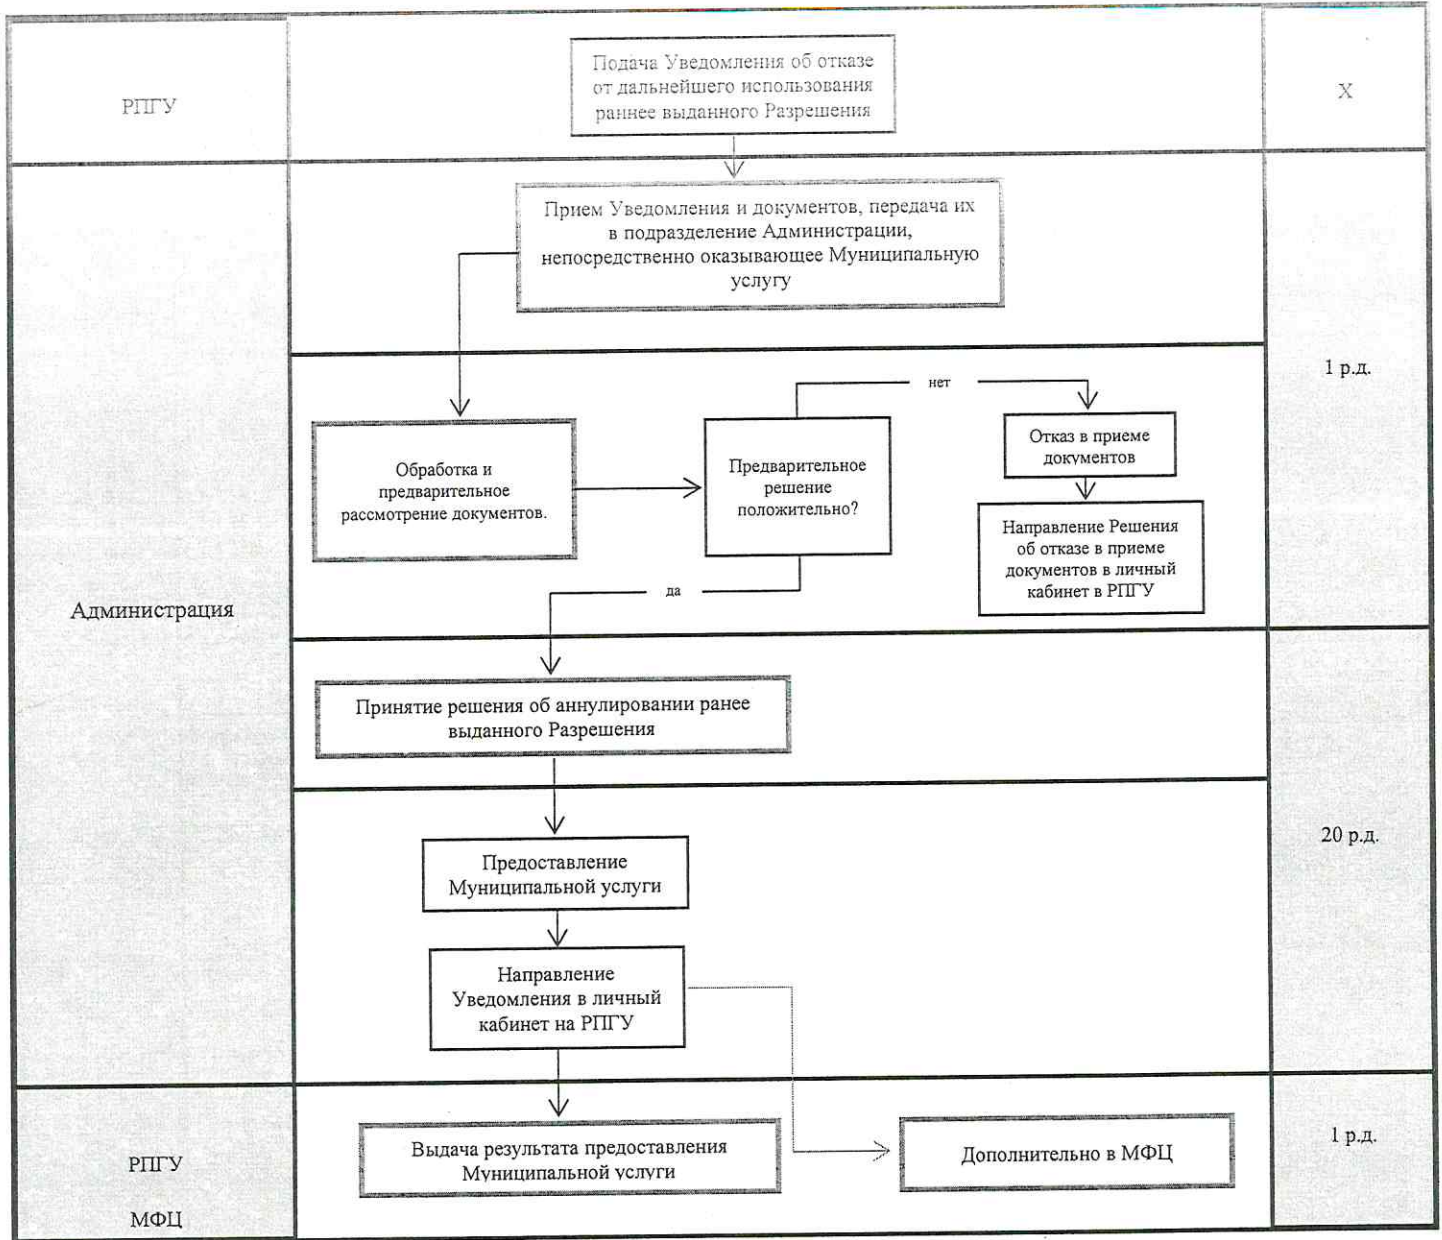 Подача Уведомления об отказе
от дальнейшего использования
раннее выданного Разрешения
РПГУ
X
Прием Уведомления и документов, передача их
в подразделение Администрации,
непосредственно оказывающее Муниципальную
услугу
1 р.д.
нет
Обработка и
предварительное
рассмотрение документов.
Предварительное
решение
положительно?
Отказ в приеме
документов
Направление Решения
об отказе в приеме
документов в личный
кабинет в РПГУ
да
Администрация
Принятие решения об аннулировании ранее
выданного Разрешения
20 р.д.
Предоставление
Муниципальной услуги
Направление
Уведомления в личный
кабинет на РПГУ
Выдача результата предоставления
Муниципальной услуги
Дополнительно в МФЦ
1 р.д.
РПГУ
МФЦ